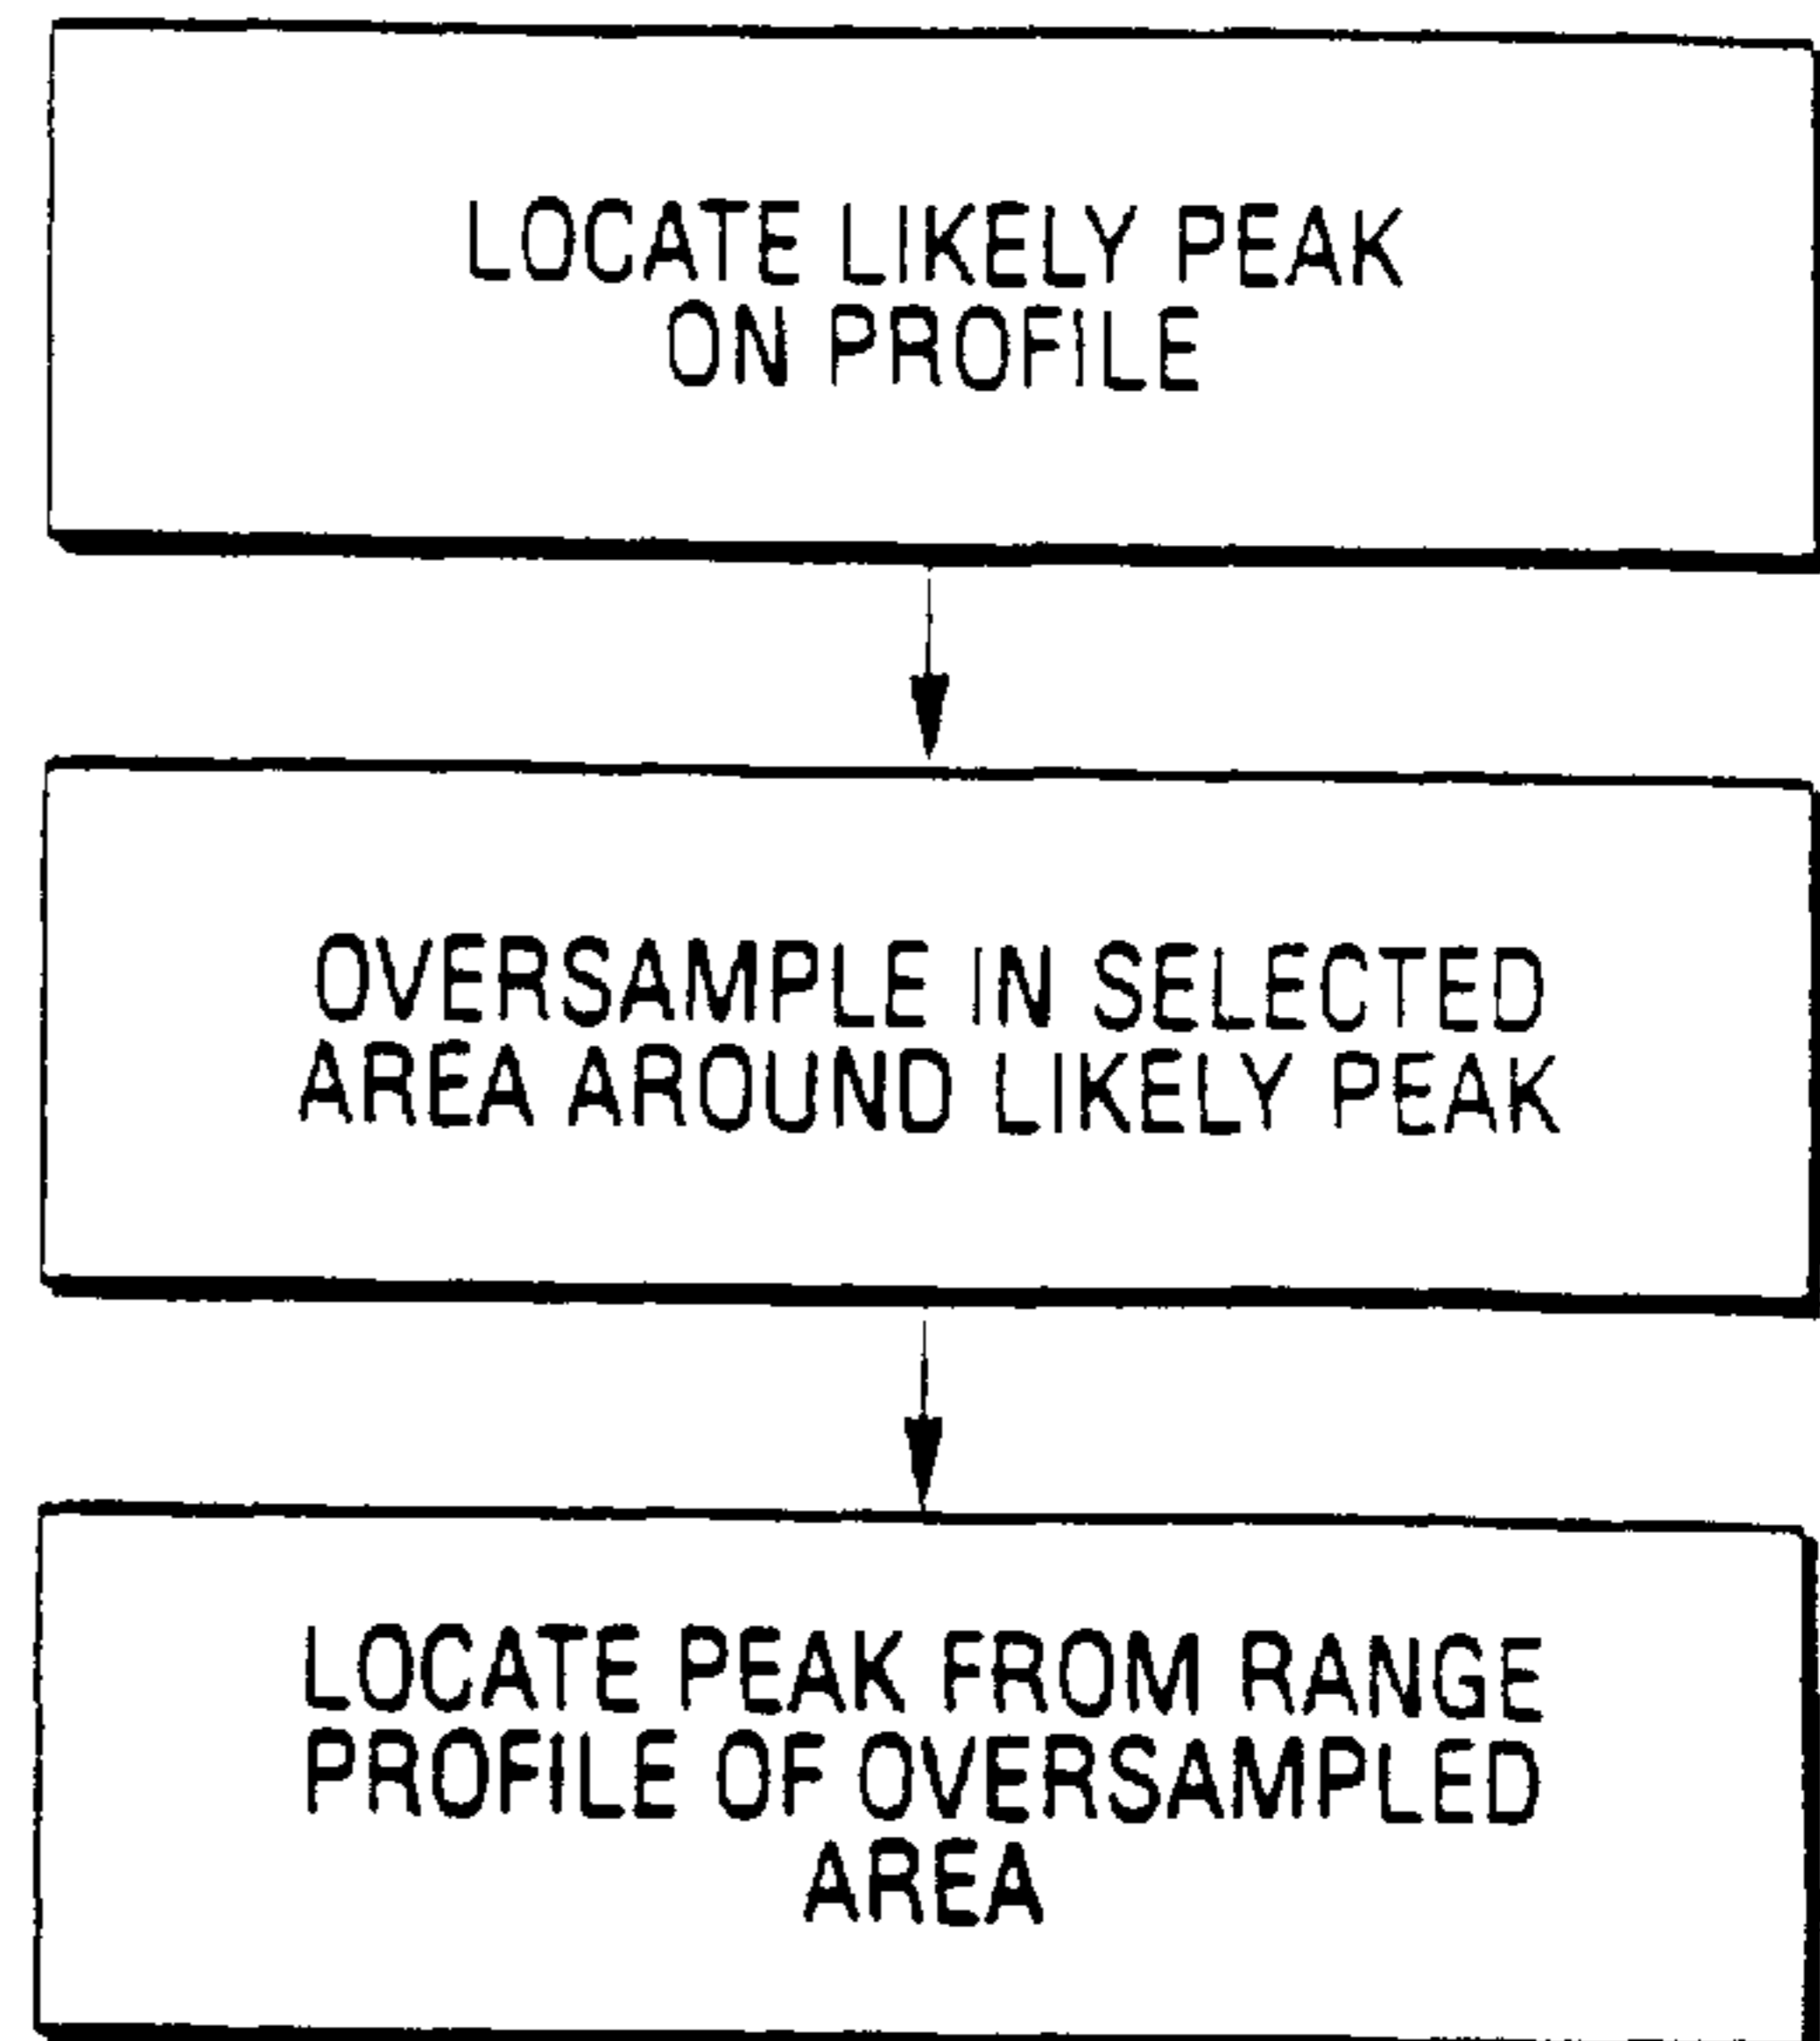 LOCATE LIKELY PEAK
ON PROFILE
OVERSAMPLE IN SELECTED
AREA AROUND LIKELY PEAK
LOCATE PEAK FROM RANGE
PROFILE OF OVERSAMPLED
AREA